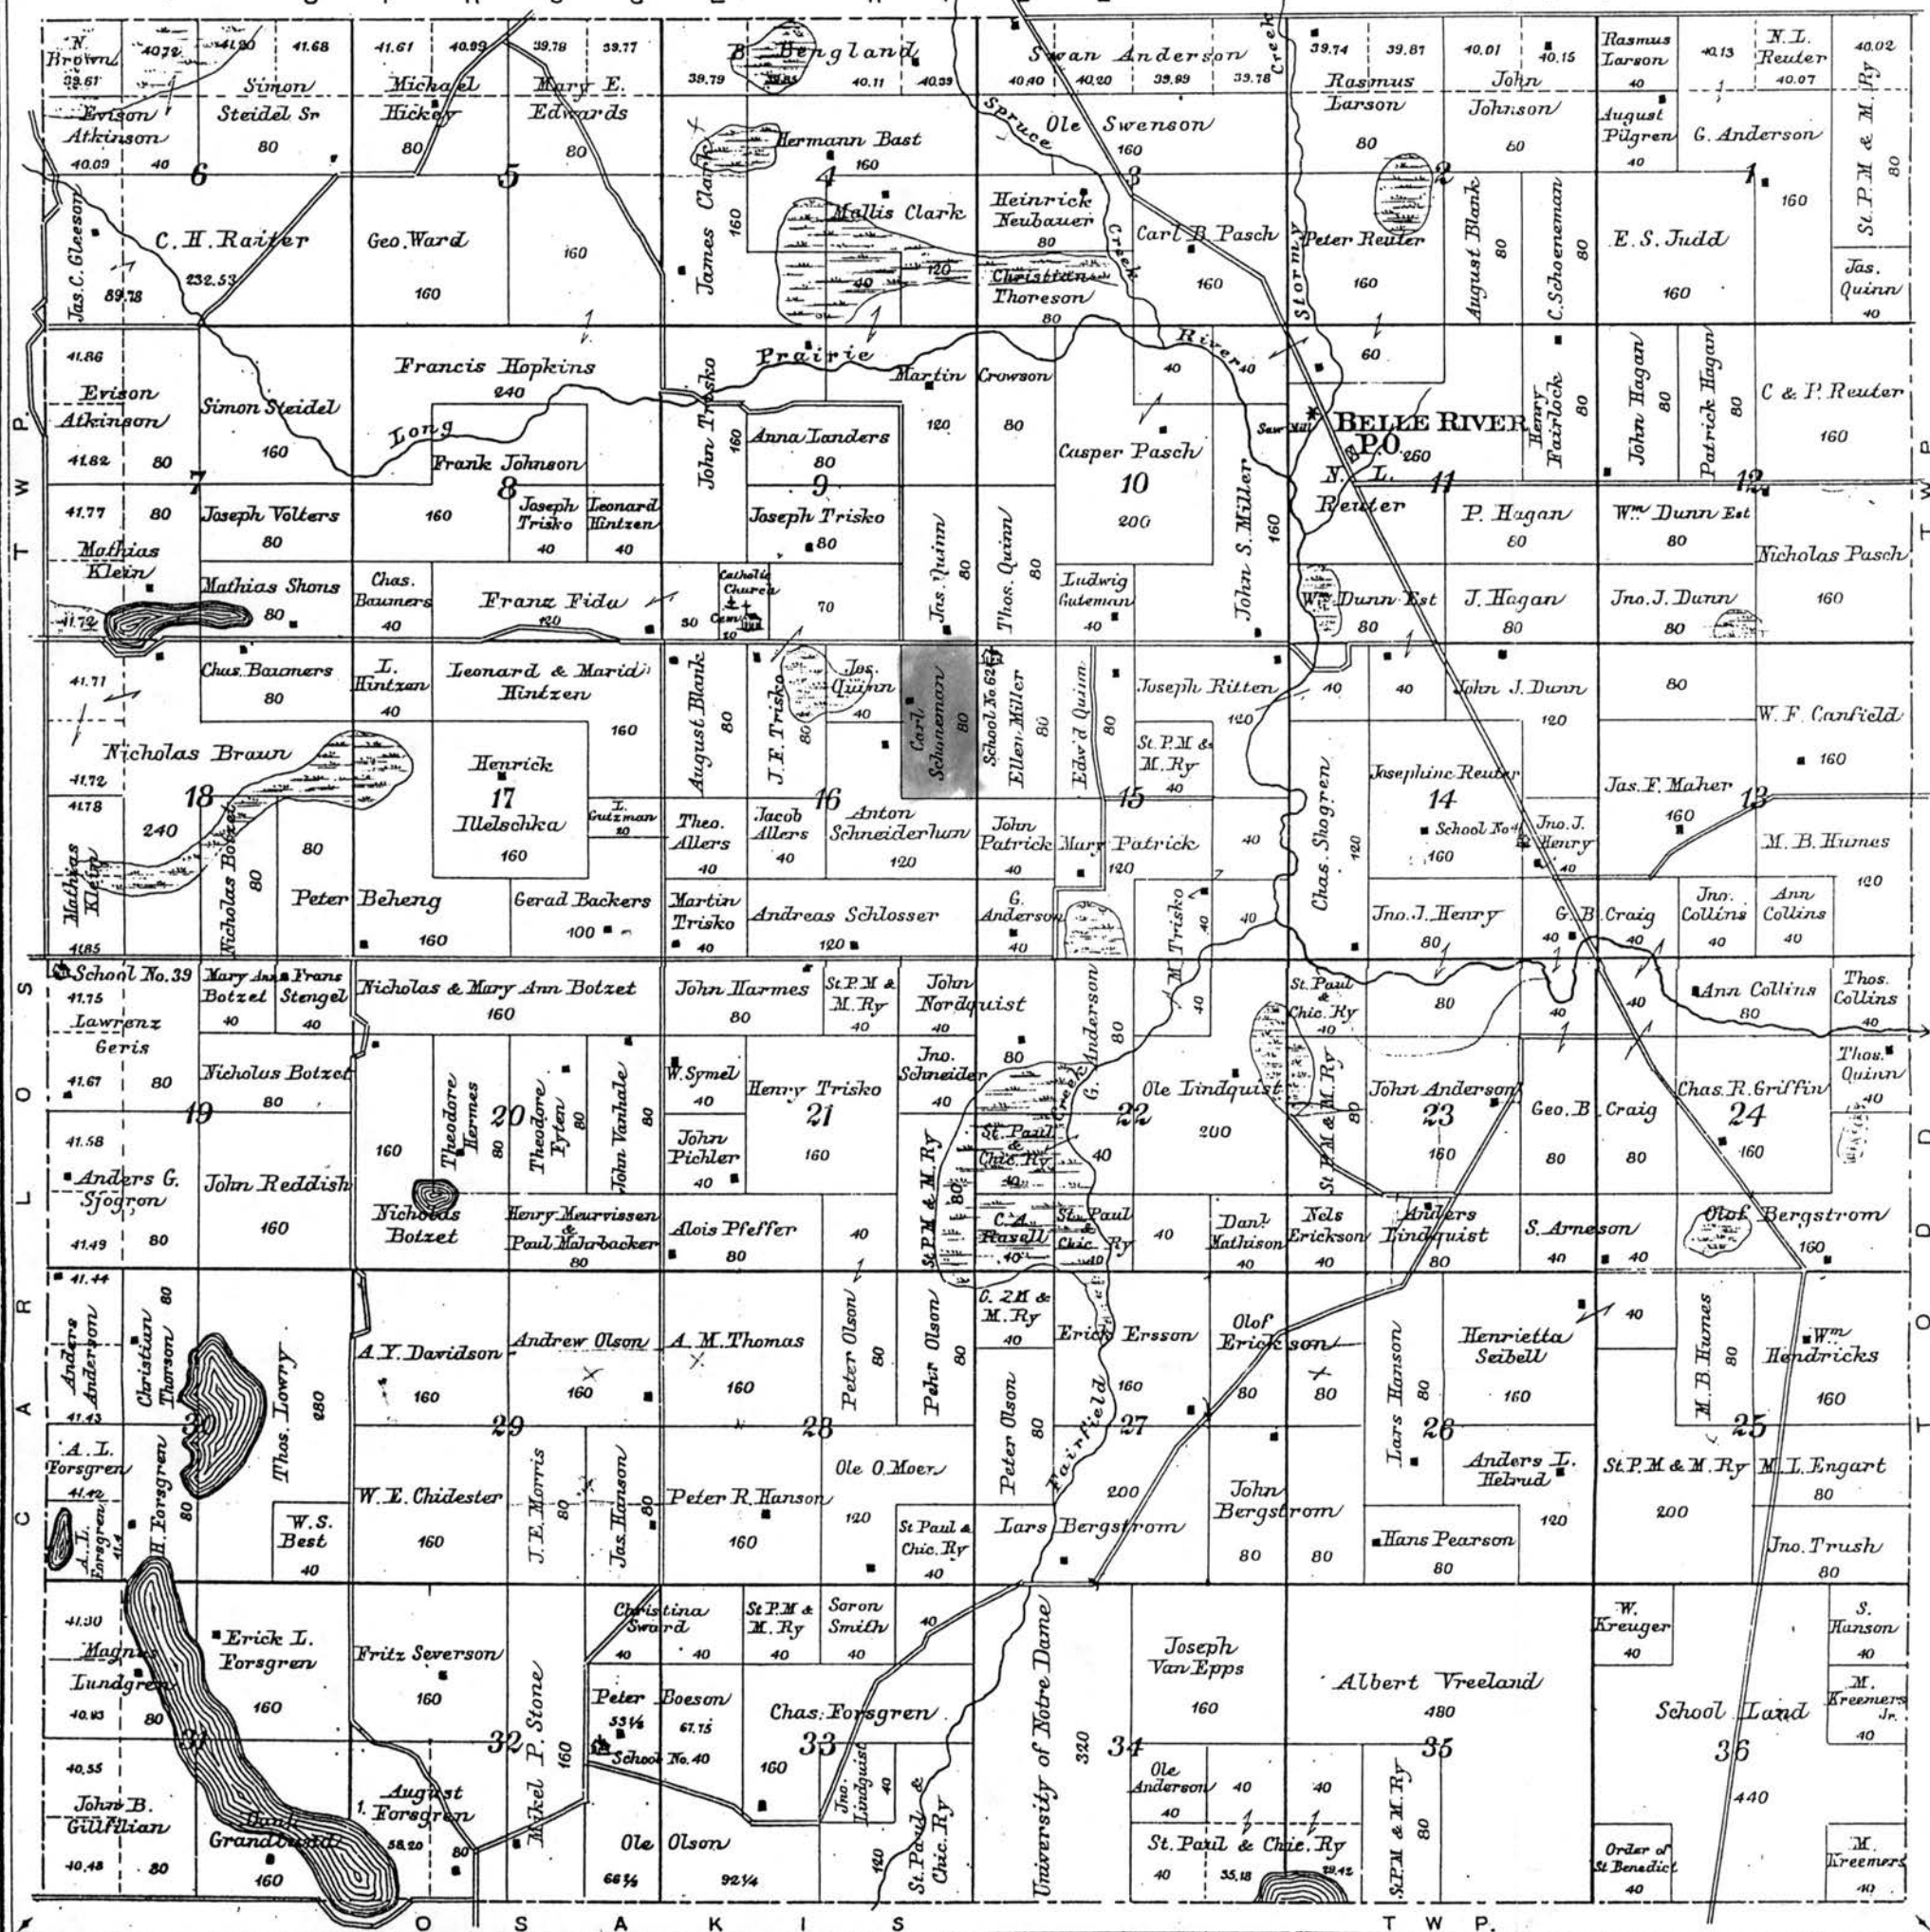 N.
Brown
39.61
40.72
41.68
41.61
40.99
39.78
39.77
39.79
B. Hengland
40.11
40.39
Swan Anderson
40.40
40.20
39.99
39.78
Creek
39.74
39.87
40.01
40.15
Rasmus
Larson
40
40.13
N. L.
Reuter
40.07
40.02
Evison
Atkinson
40.09
40
Simon
Steidel Sr
80
6
Michael
Hickey
80
Mary E.
Edwards
80
5
James Clark
160
Hermann Bast
160
4
Spruce
Creek
Ole Swenson
160
3
Rasmus
Larson
80
John
Johnson
80
2
August
Pilgren
40
G. Anderson
160
1
St. P. M & M. Ry
80
Jas. C. Gleeson
89.78
C. H. Raiter
232.53
Geo. Ward
160
160
Mallis Clark
120
40
Heinrick
Neubauer
80
Christian
Thoreson
80
Carl B Pasch
160
Stormy
Peter Reuter
160
August Blank
80
C. Schoeneman
80
E. S. Judd
160
Jas.
Quinn
40
41.86
Evison
Atkinson
41.82
80
Simon Steidel
160
7
Francis Hopkins
240
Long
Prairie
River
Frank Johnson
160
8
Joseph
Trisko
40
Leonard
Hintzen
40
John Trisko
160
Anna Landers
80
9
Joseph Trisko
80
Martin Crowson
120
80
Casper Pasch
10
200
40
40
60
Saw Mill
BELLE RIVER
P.O.
260
N. L.
Reuter
11
Henry
Fairlock
80
John Hagan
80
Patrick Hagan
80
C & P. Reuter
160
12
41.77
80
Mathias
Klein
41.72
Joseph Volters
80
Mathias Shons
80
Chas.
Baumers
40
Franz Fida
120
30
Catholic
Church
Cem
10
70
Jas. Quinn
80
Thos. Quinn
80
Ludwig
Guteman
40
John S. Miller
160
P. Hagan
80
Wm Dunn Est
80
Wm Dunn Est
80
J. Hagan
80
Jno. J. Dunn
80
Nicholas Pasch
160
41.71
Chas. Baumers
80
L.
Hintzen
40
Leonard & Maria
Hintzen
160
August Blank
80
J. F. Trisko
80
Jos.
Quinn
40
Carl
Schuneman
80
School No 62
Ellen Miller
80
Edw'd Quinn
80
Joseph Ritten
120
St. P. M &
M. Ry
40
40
40
John J. Dunn
120
80
W. F. Canfield
160
Nicholas Braun
41.72
41.78
18
240
Mathias
Klein
41.85
Nicholas Botzet
80
80
Henrick
17
Illelschka
160
L.
Gutzman
20
Theo.
Allers
40
Jacob
Allers
40
16
Anton
Schneiderhun
120
John
Patrick
40
Mary Patrick
120
15
40
Chas. Shogren
120
Josephine Reuter
14
School No 4
160
Jno. J.
Henry
40
Jas. F. Maher
160
13
M. B. Humes
120
Peter Beheng
160
Gerad Backers
100
Martin
Trisko
40
Andreas Schlosser
120
G.
Anderson
40
M Trisko
40
40
40
Jno. J. Henry
80
G. B. Craig
40
40
Jno.
Collins
40
Ann
Collins
40
School No. 39
41.75
Lawrenz
Geris
41.67
80
Mary Ann
Botzet
40
Frans
Stengel
40
Nicholas & Mary Ann Botzet
160
John Harmes
80
St P. M &
M. Ry
40
John
Nordquist
40
80
G. Anderson
80
St. Paul
&
Chic. Ry
40
80
40
40
Ann Collins
80
Thos.
Collins
40
Nicholas Botzet
80
19
Theodore
Hermes
80
20
Theodore
Fyten
80
John Vanhale
80
W. Symel
40
Henry Trisko
21
160
Jno.
Schneider
40
Creek
Ole Lindquist
22
200
St P. M & M. Ry
80
John Anderson
23
160
Geo. B. Craig
80
80
Chas. R. Griffin
24
160
Thos.
Quinn
40
41.58
Anders G.
Sjogron
41.49
80
John Reddish
160
160
Nicholas
Botzet
Henry Meurvissen
&
Paul Mahrbacker
80
John
Pichler
40
Alois Pfeffer
80
40
St P. M & M. Ry
80
St. Paul
&
Chic. Ry
40
40
C. A.
Rasell
40
St. Paul
&
Chic Ry
40
40
Danl
Mathison
40
Nels
Erickson
40
Anders
Lindquist
80
S. Arneson
40
40
Olof Bergstrom
160
41.44
Anders
Anderson
41.43
Christian
Thorson
80
30
Thos. Lowry
280
A. Y. Davidson
160
Andrew Olson
160
29
A. M. Thomas
160
Peter Olson
80
28
Pehr Olson
80
M. Ry
40
Erick Ersson
160
Olof
Erickson
80
80
Lars Hanson
80
Henrietta
Seibell
160
40
M. B. Humes
80
Wm
Hendricks
160
A. L.
Forsgren
41.42
A. L.
Forsgren
H. Forsgren
80
W. S.
Best
40
W. E. Chidester
160
J. E. Morris
80
Jas. Hanson
80
Peter R. Hanson
160
Ole O. Moen
120
St Paul &
Chic. Ry
40
Peter Olson
80
Fairfield
27
200
Lars Bergstrom
John
Bergstrom
80
80
26
Anders L.
Helrud
120
Hans Pearson
80
25
St. P. M & M. Ry
200
M. L. Engart
80
Jno. Trush
80
41.30
Magnus
Lundgren
40.93
80
Erick L.
Forsgren
160
31
Fritz Severson
160
32
Mikel P. Stone
160
Christina
Sward
40
40
St P. M &
M. Ry
40
Soron
Smith
40
40
Peter Boeson
53 1/2
67.75
School No. 40
Chas. Forsgren
33
160
University of Notre Dame
320
34
Joseph
Van Epps
160
Albert Vreeland
480
35
W.
Kreuger
40
School Land
36
440
S.
Hanson
40
M.
Kreemers
Jr.
40
40.55
John B.
Gillfilian
40.48
80
160
August
Forsgren
58.20
80
Ole Olson
66 2/3
92 1/4
Jno.
Lindquist
40
120
St. Paul &
Chic. Ry
Ole
Anderson
40
40
40
St. Paul & Chic. Ry
40
35.18
29.42
St. P. M & M. Ry
80
Order of
St Benedict
40
M.
Kreemers
40
CARLOS TWP.
OSAKIS TWP.